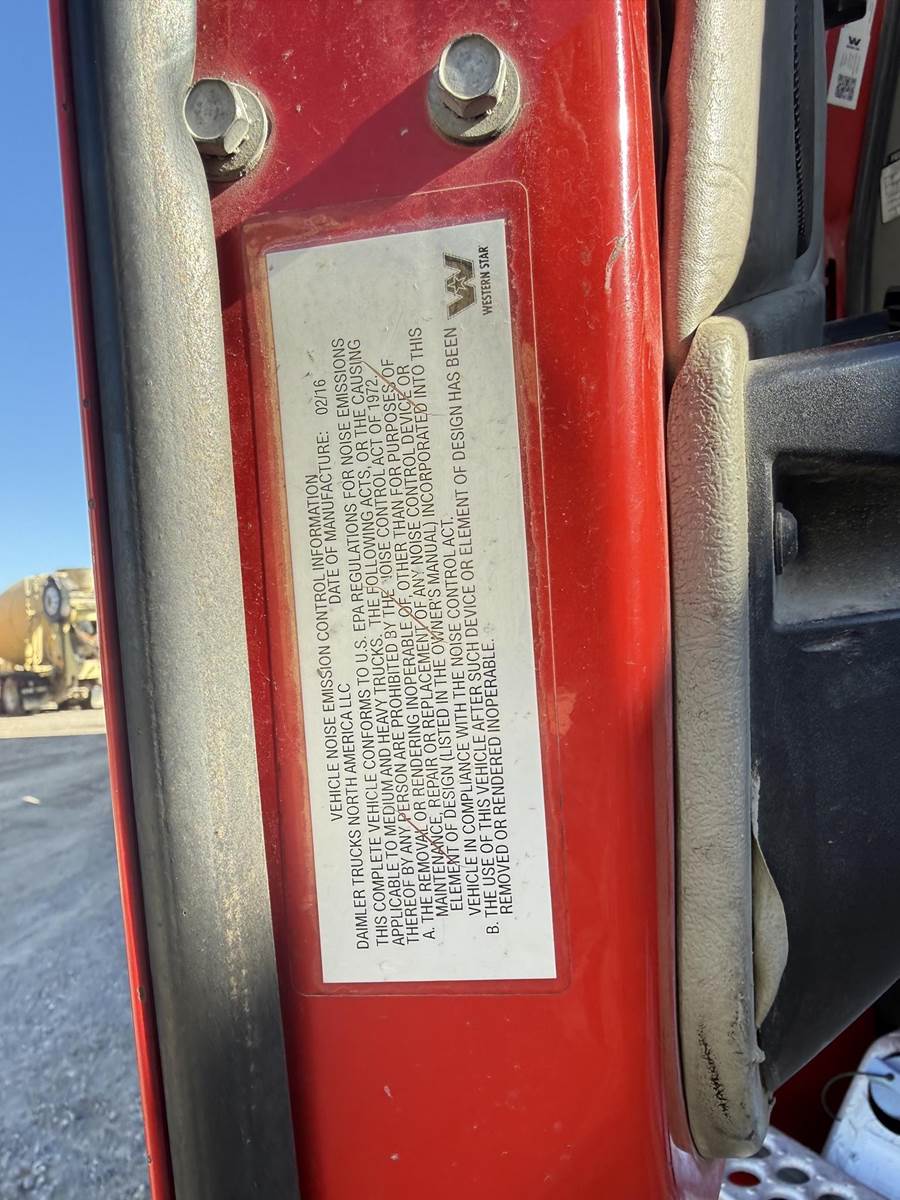 WESTERN STAR
VEHICLE NOISE EMISSION CONTROL INFORMATION
DAIMLER TRUCKS NORTH AMERICA LLC DATE OF MANUFACTURE: 02/16
THIS COMPLETE VEHICLE CONFORMS TO U.S. EPA REGULATIONS FOR NOISE EMISSIONS
APPLICABLE TO MEDIUM AND HEAVY TRUCKS. THE FOLLOWING ACTS, OR THE CAUSING
THEREOF BY ANY PERSON ARE PROHIBITED BY THE NOISE CONTROL ACT OF 1972.
A. THE REMOVAL OR RENDERING INOPERABLE OF, OTHER THAN FOR PURPOSES OF
MAINTENANCE, REPAIR OR REPLACEMENT OF ANY NOISE CONTROL DEVICE OR
ELEMENT OF DESIGN (LISTED IN THE OWNER'S MANUAL) INCORPORATED INTO THIS
VEHICLE IN COMPLIANCE WITH THE NOISE CONTROL ACT.
B. THE USE OF THIS VEHICLE AFTER SUCH DEVICE OR ELEMENT OF DESIGN HAS BEEN
REMOVED OR RENDERED INOPERABLE.